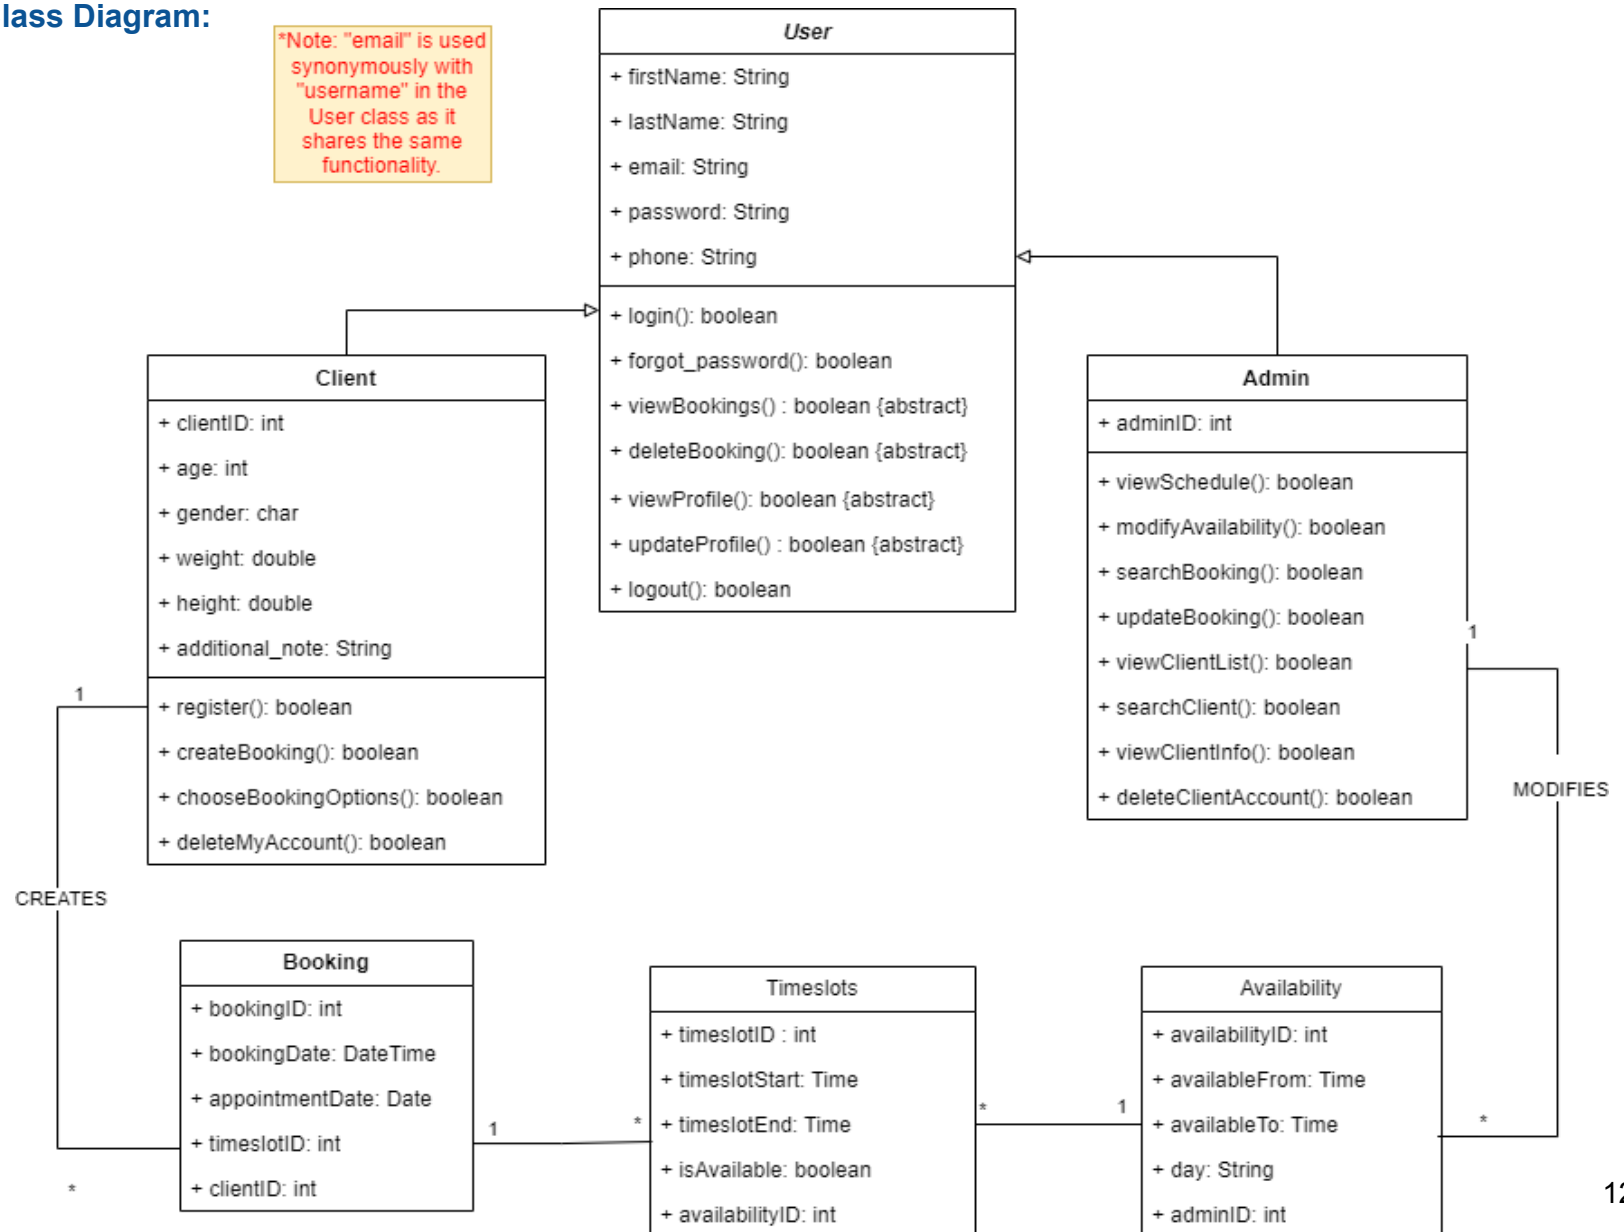 lass Diagram:
*Note: "email" is used
synonymously with
"username" in the
User class as it
shares the same
functionality.
User
+ firstName: String
+ lastName: String
+ email: String
+ password: String
+ phone: String
+ login(): boolean
+ forgot_password(): boolean
+ viewBookings() : boolean {abstract}
+ deleteBooking(): boolean {abstract}
+ viewProfile(): boolean {abstract}
+ updateProfile() : boolean {abstract}
+ logout(): boolean
Client
+ clientID: int
+ age: int
+ gender: char
+ weight: double
+ height: double
+ additional_note: String
+ register(): boolean
+ createBooking(): boolean
+ chooseBookingOptions(): boolean
+ deleteMyAccount(): boolean
Admin
+ adminID: int
+ viewSchedule(): boolean
+ modifyAvailability(): boolean
+ searchBooking(): boolean
+ updateBooking(): boolean
+ viewClientList(): boolean
+ searchClient(): boolean
+ viewClientInfo(): boolean
+ deleteClientAccount(): boolean
1
CREATES
*
1
MODIFIES
*
Booking
+ bookingID: int
+ bookingDate: DateTime
+ appointmentDate: Date
+ timeslotID: int
+ clientID: int
1
*
Timeslots
+ timeslotID : int
+ timeslotStart: Time
+ timeslotEnd: Time
+ isAvailable: boolean
+ availabilityID: int
*
1
Availability
+ availabilityID: int
+ availableFrom: Time
+ availableTo: Time
+ day: String
+ adminID: int
12